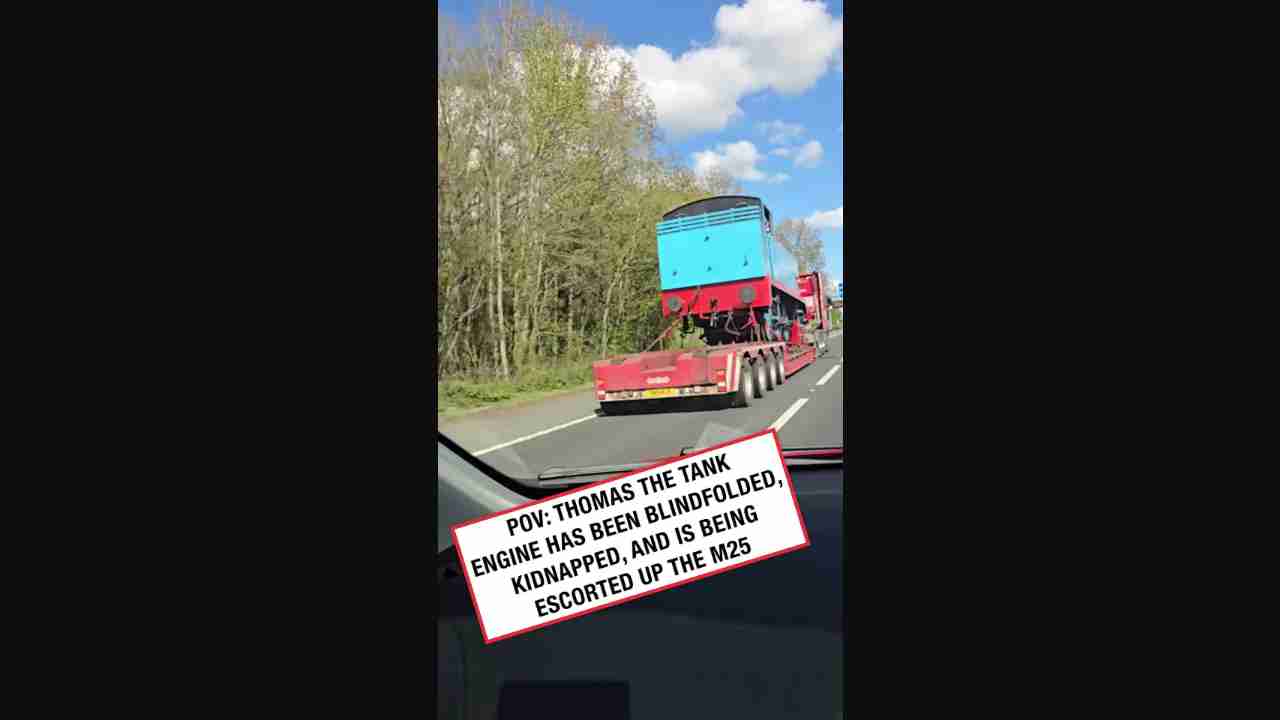 POV: THOMAS THE TANK
ENGINE HAS BEEN BLINDFOLDED,
KIDNAPPED, AND IS BEING
ESCORTED UP THE M25